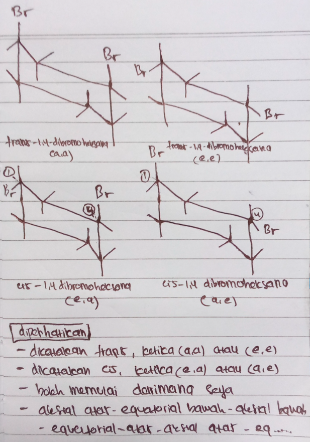 Br
Br
Br
Br
trans-1,4 dibromoheksana
(a,a)
trans-1,4-dibromoheksana
(e,e)
Br
①
Br
Br
④
①
④
Br
cis-1,4 dibromoheksana
(e,a)
cis-1,4 dibromoheksana
(a,e)
diperhatikan
- dikatakan trans, ketika (a,a) atau (e,e)
- dikatakan cis, ketika (e,a) atau (a,e)
- boleh memulai darimana saja
- aksial atas-equatorial bawah-aksial bawah
- equatorial-atas-aksial atas-eq....